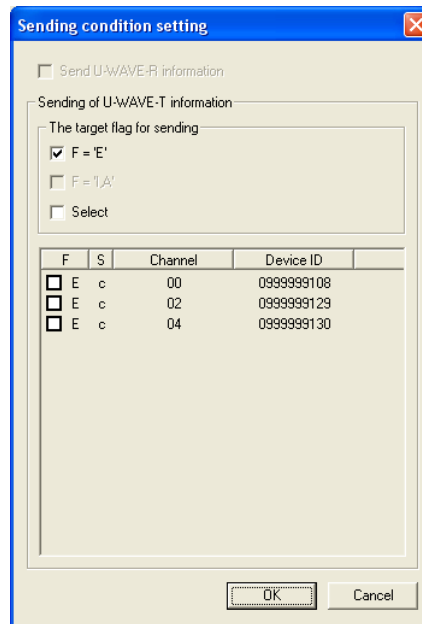 Sending condition setting
Send U-WAVE-R information
Sending of U-WAVE-T information
The target flag for sending
F = 'E'
F = 'I,A'
Select
F S Channel Device ID
E c 00 0999999108
E c 02 0999999129
E c 04 0999999130
OK Cancel